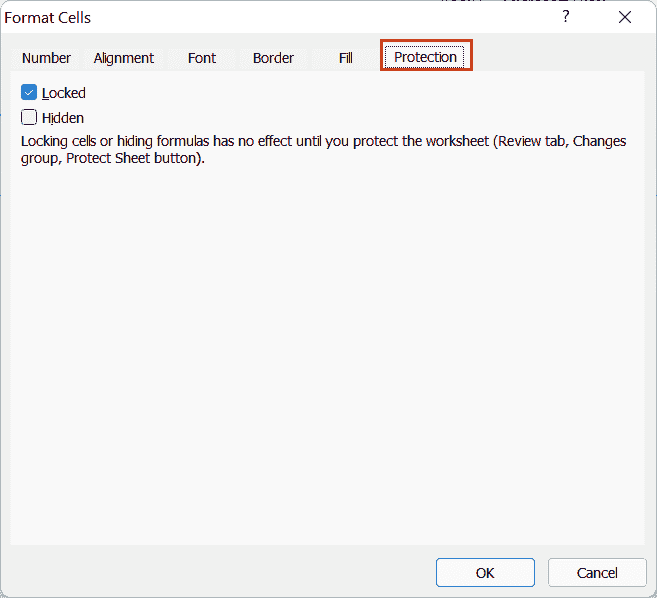 Format Cells ?
Number Alignment Font Border Fill Protection
Locked
Hidden
Locking cells or hiding formulas has no effect until you protect the worksheet (Review tab, Changes
group, Protect Sheet button).
OK Cancel